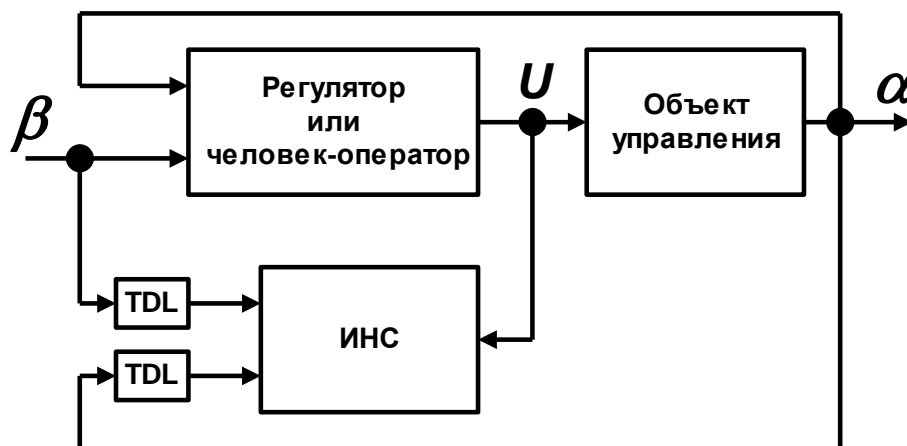 Регулятор
или
человек-оператор
U
Объект
управления
α
β
TDL
ИНС
TDL